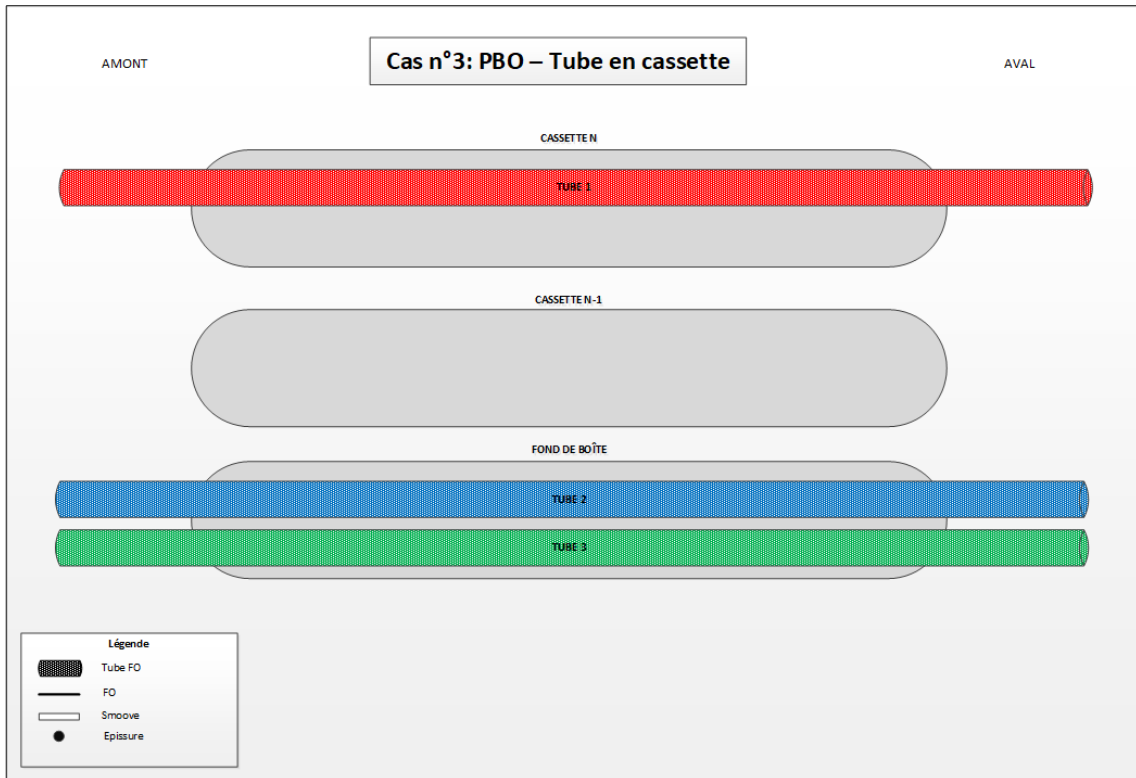 AMONT
Cas n°3: PBO – Tube en cassette
AVAL
CASSETTE N
TUBE 1
CASSETTE N-1
FOND DE BOÎTE
TUBE 2
TUBE 3
Légende
Tube FO
FO
Smoove
Epissure